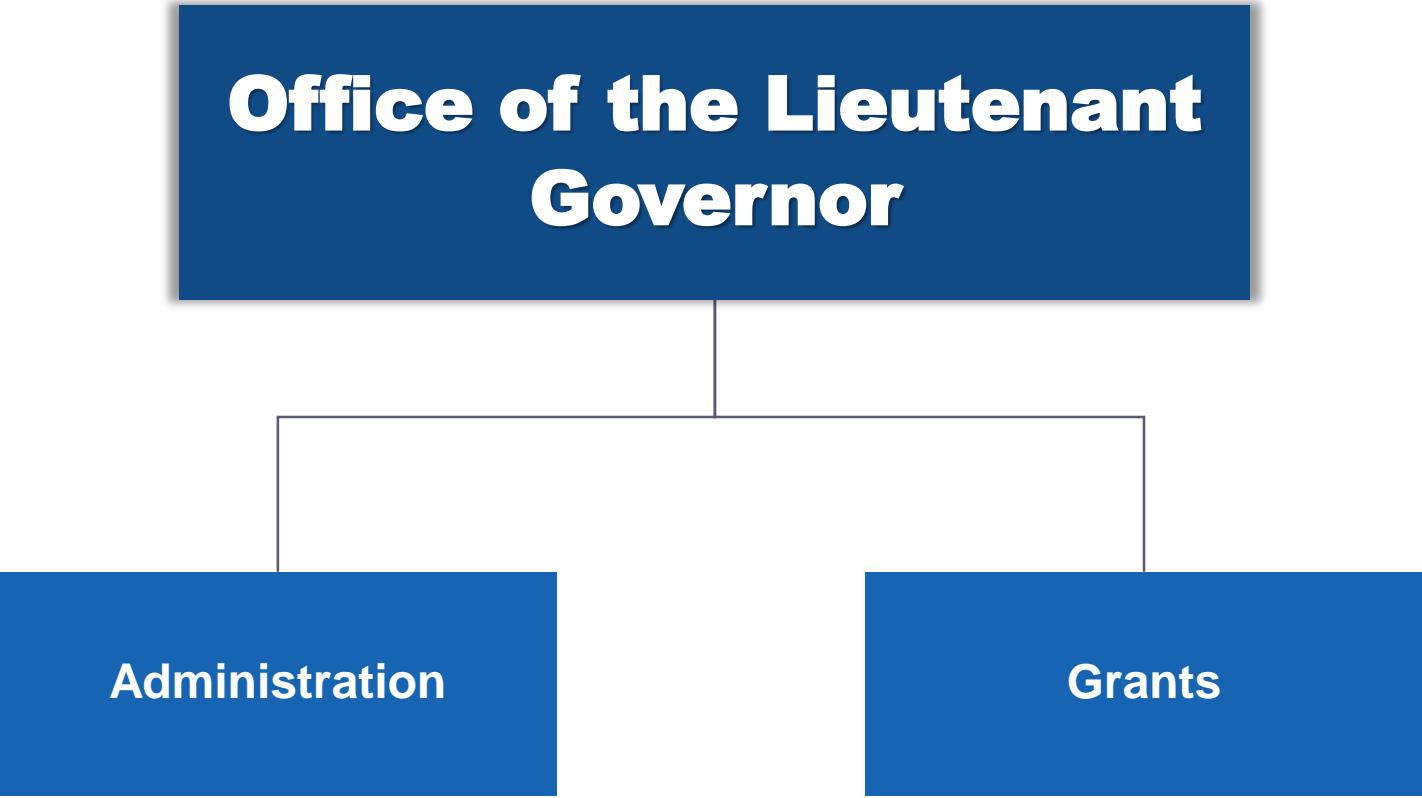 Office of the Lieutenant
Governor
Administration
Grants